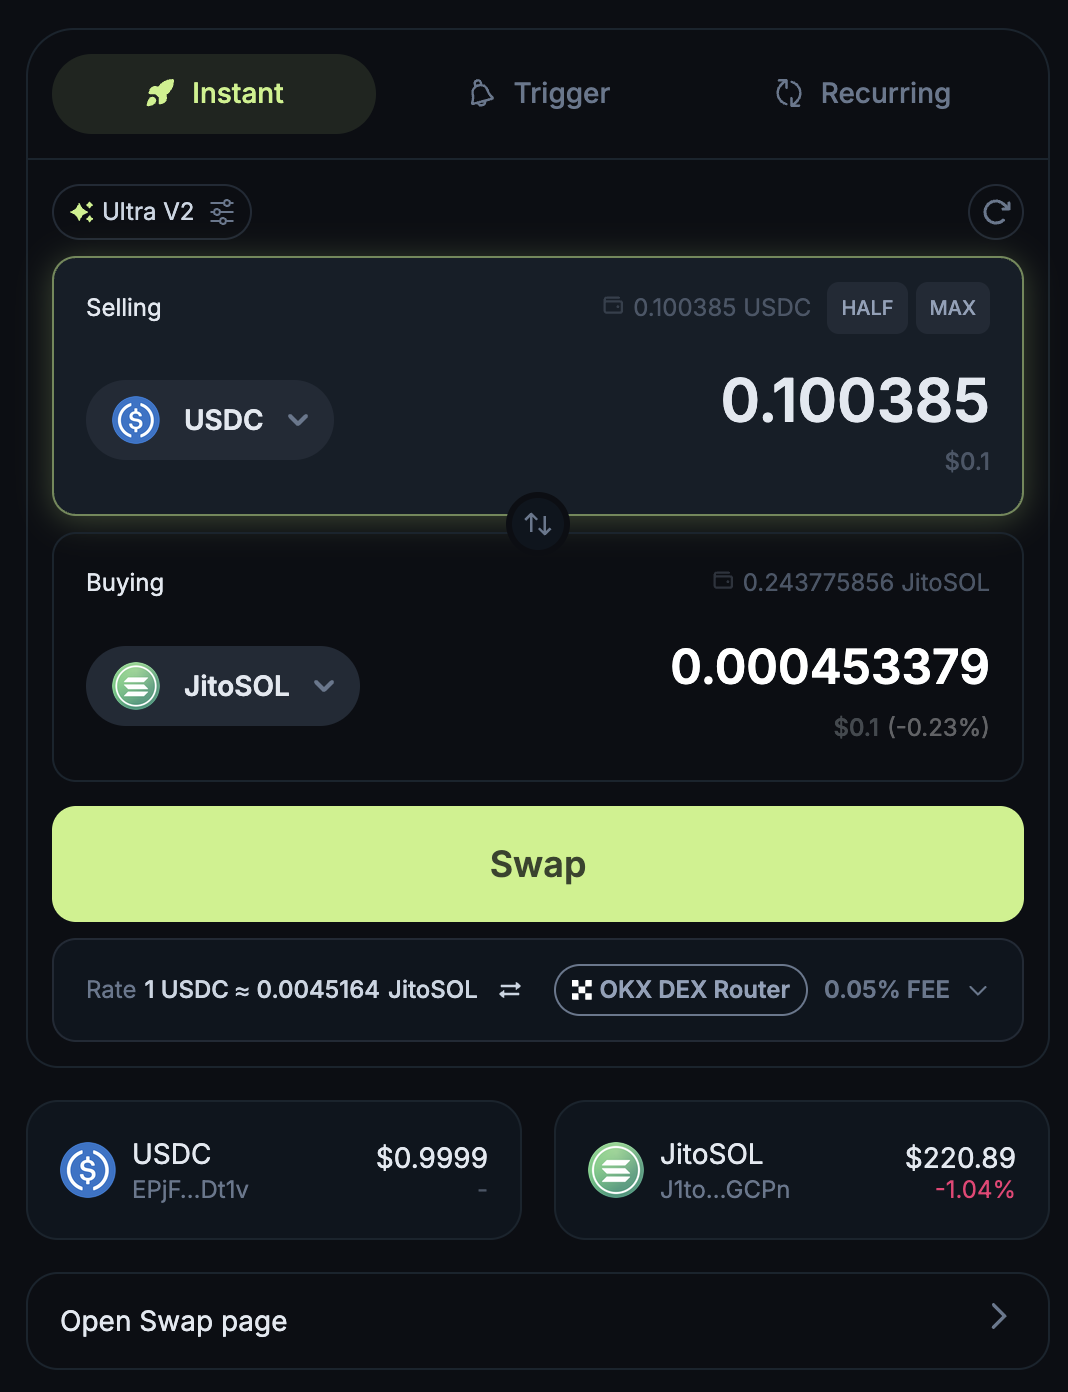 Instant
Trigger
Recurring
Ultra V2
Selling
0.100385 USDC
HALF
MAX
USDC
0.100385
$0.1
Buying
0.243775856 JitoSOL
JitoSOL
0.000453379
$0.1 (-0.23%)
Swap
Rate 1 USDC ≈ 0.0045164 JitoSOL
OKX DEX Router
0.05% FEE
USDC
$0.9999
EPjF...Dt1v
-
JitoSOL
$220.89
J1to...GCPn
-1.04%
Open Swap page